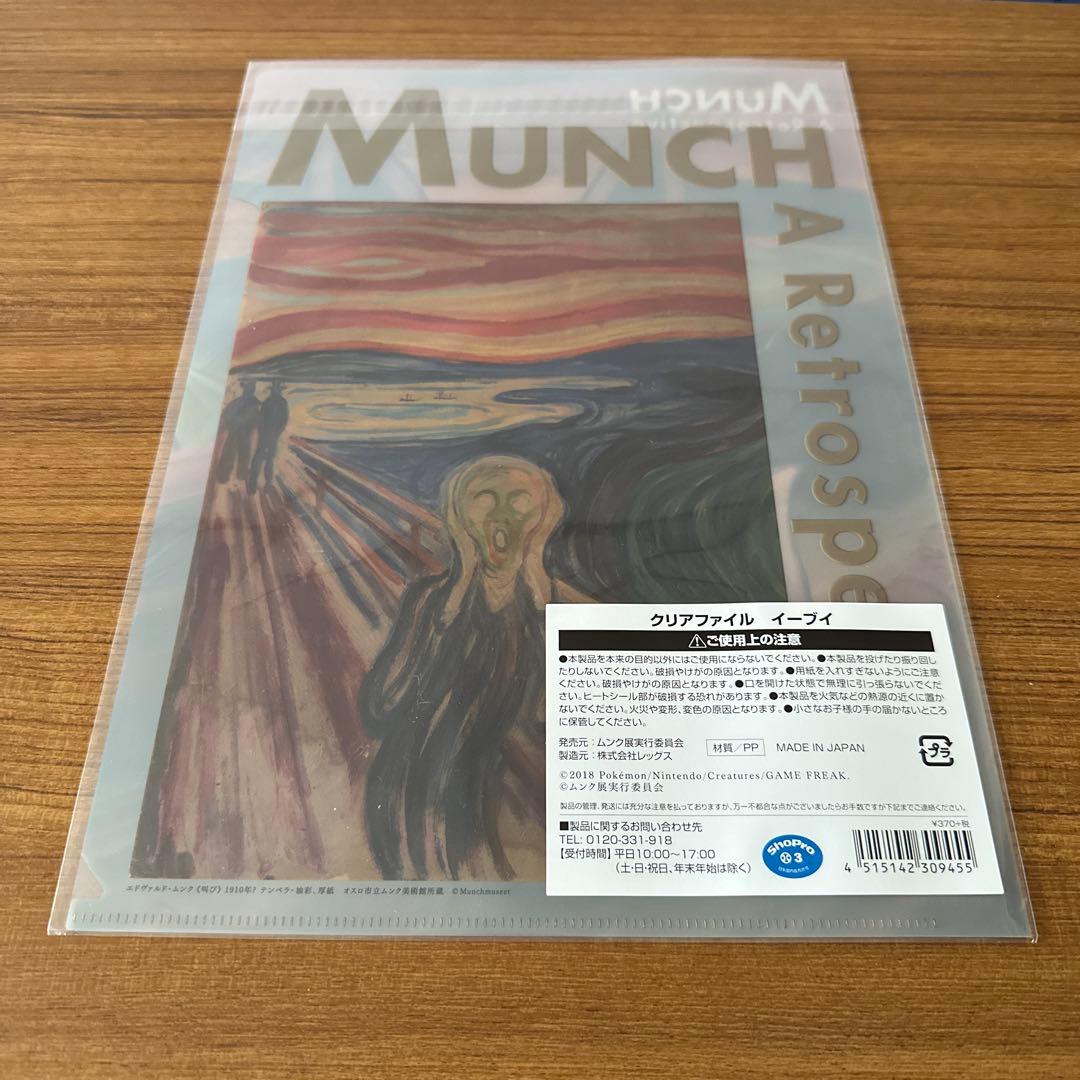 MUNCH
A Retrospective
MUNCH
A Retrospe
クリアファイル イーブイ
⚠ご使用上の注意
●本製品を本来の目的以外にはご使用にならないでください。●本製品を投げたり振り回し
たりしないでください。破損やけがの原因となります。●用紙を入れすぎないようにご注意
ください。破損やけがの原因となります。●口を開けた状態で無理に引っ張らないでくだ
さい。ヒートシール部が破損する恐れがあります。●本製品を火気などの熱源の近くに置か
ないでください。火災や変形、変色の原因となります。●小さなお子様の手の届かないところ
に保管してください。
発売元:ムンク展実行委員会
製造元:株式会社レッグス
材質/PP
MADE IN JAPAN
プラ
©2018 Pokémon/Nintendo/Creatures/GAME FREAK.
©ムンク展実行委員会
製品の管理、発送には充分な注意を払っておりますが、万一不都合な点がございましたらお手数ですが下記までご連絡ください。
¥370+税
■製品に関するお問い合わせ先
TEL: 0120-331-918
【受付時間】平日10:00〜17:00
(土・日・祝日、年末年始は除く)
ShoPro
3
4 515142 309455
エドヴァルド・ムンク《叫び》1910年? テンペラ・油彩、厚紙 オスロ市立ムンク美術館所蔵 ©Munchmuseet